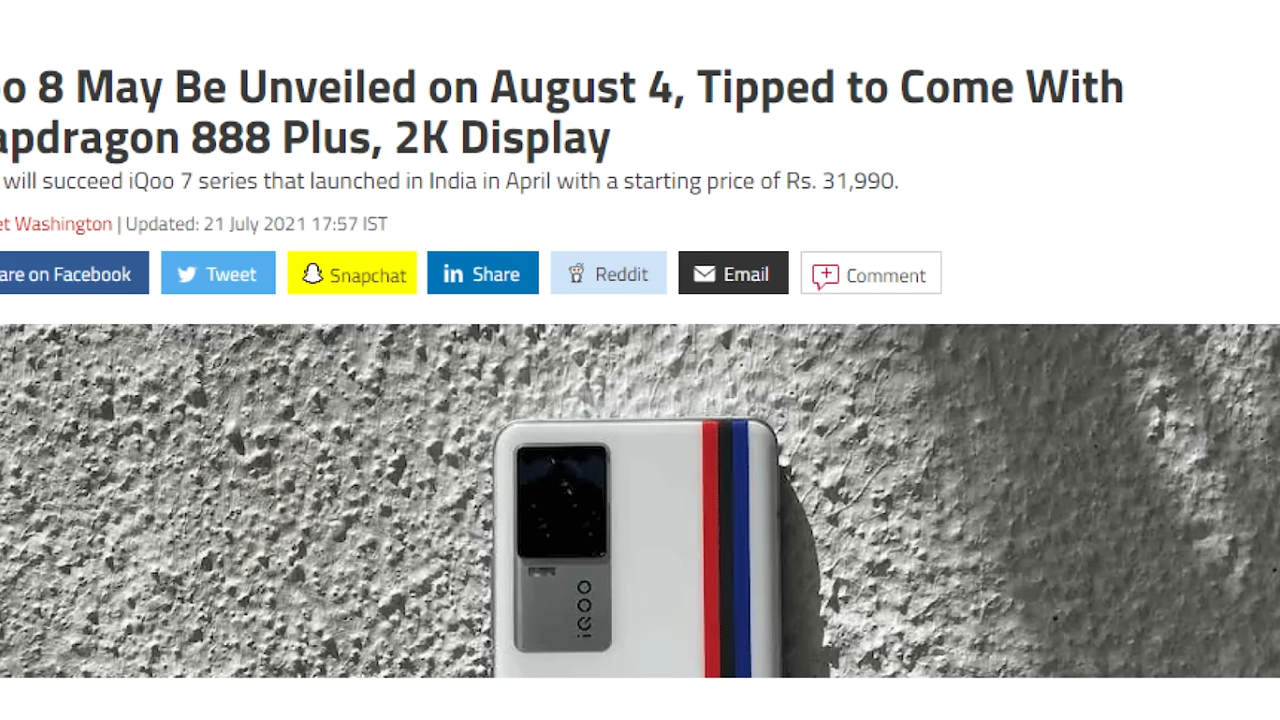 o 8 May Be Unveiled on August 4, Tipped to Come With
apdragon 888 Plus, 2K Display
will succeed iQoo 7 series that launched in India in April with a starting price of Rs. 31,990.
et Washington | Updated: 21 July 2021 17:57 IST
are on Facebook Tweet Snapchat in Share Reddit Email Comment
iQOO